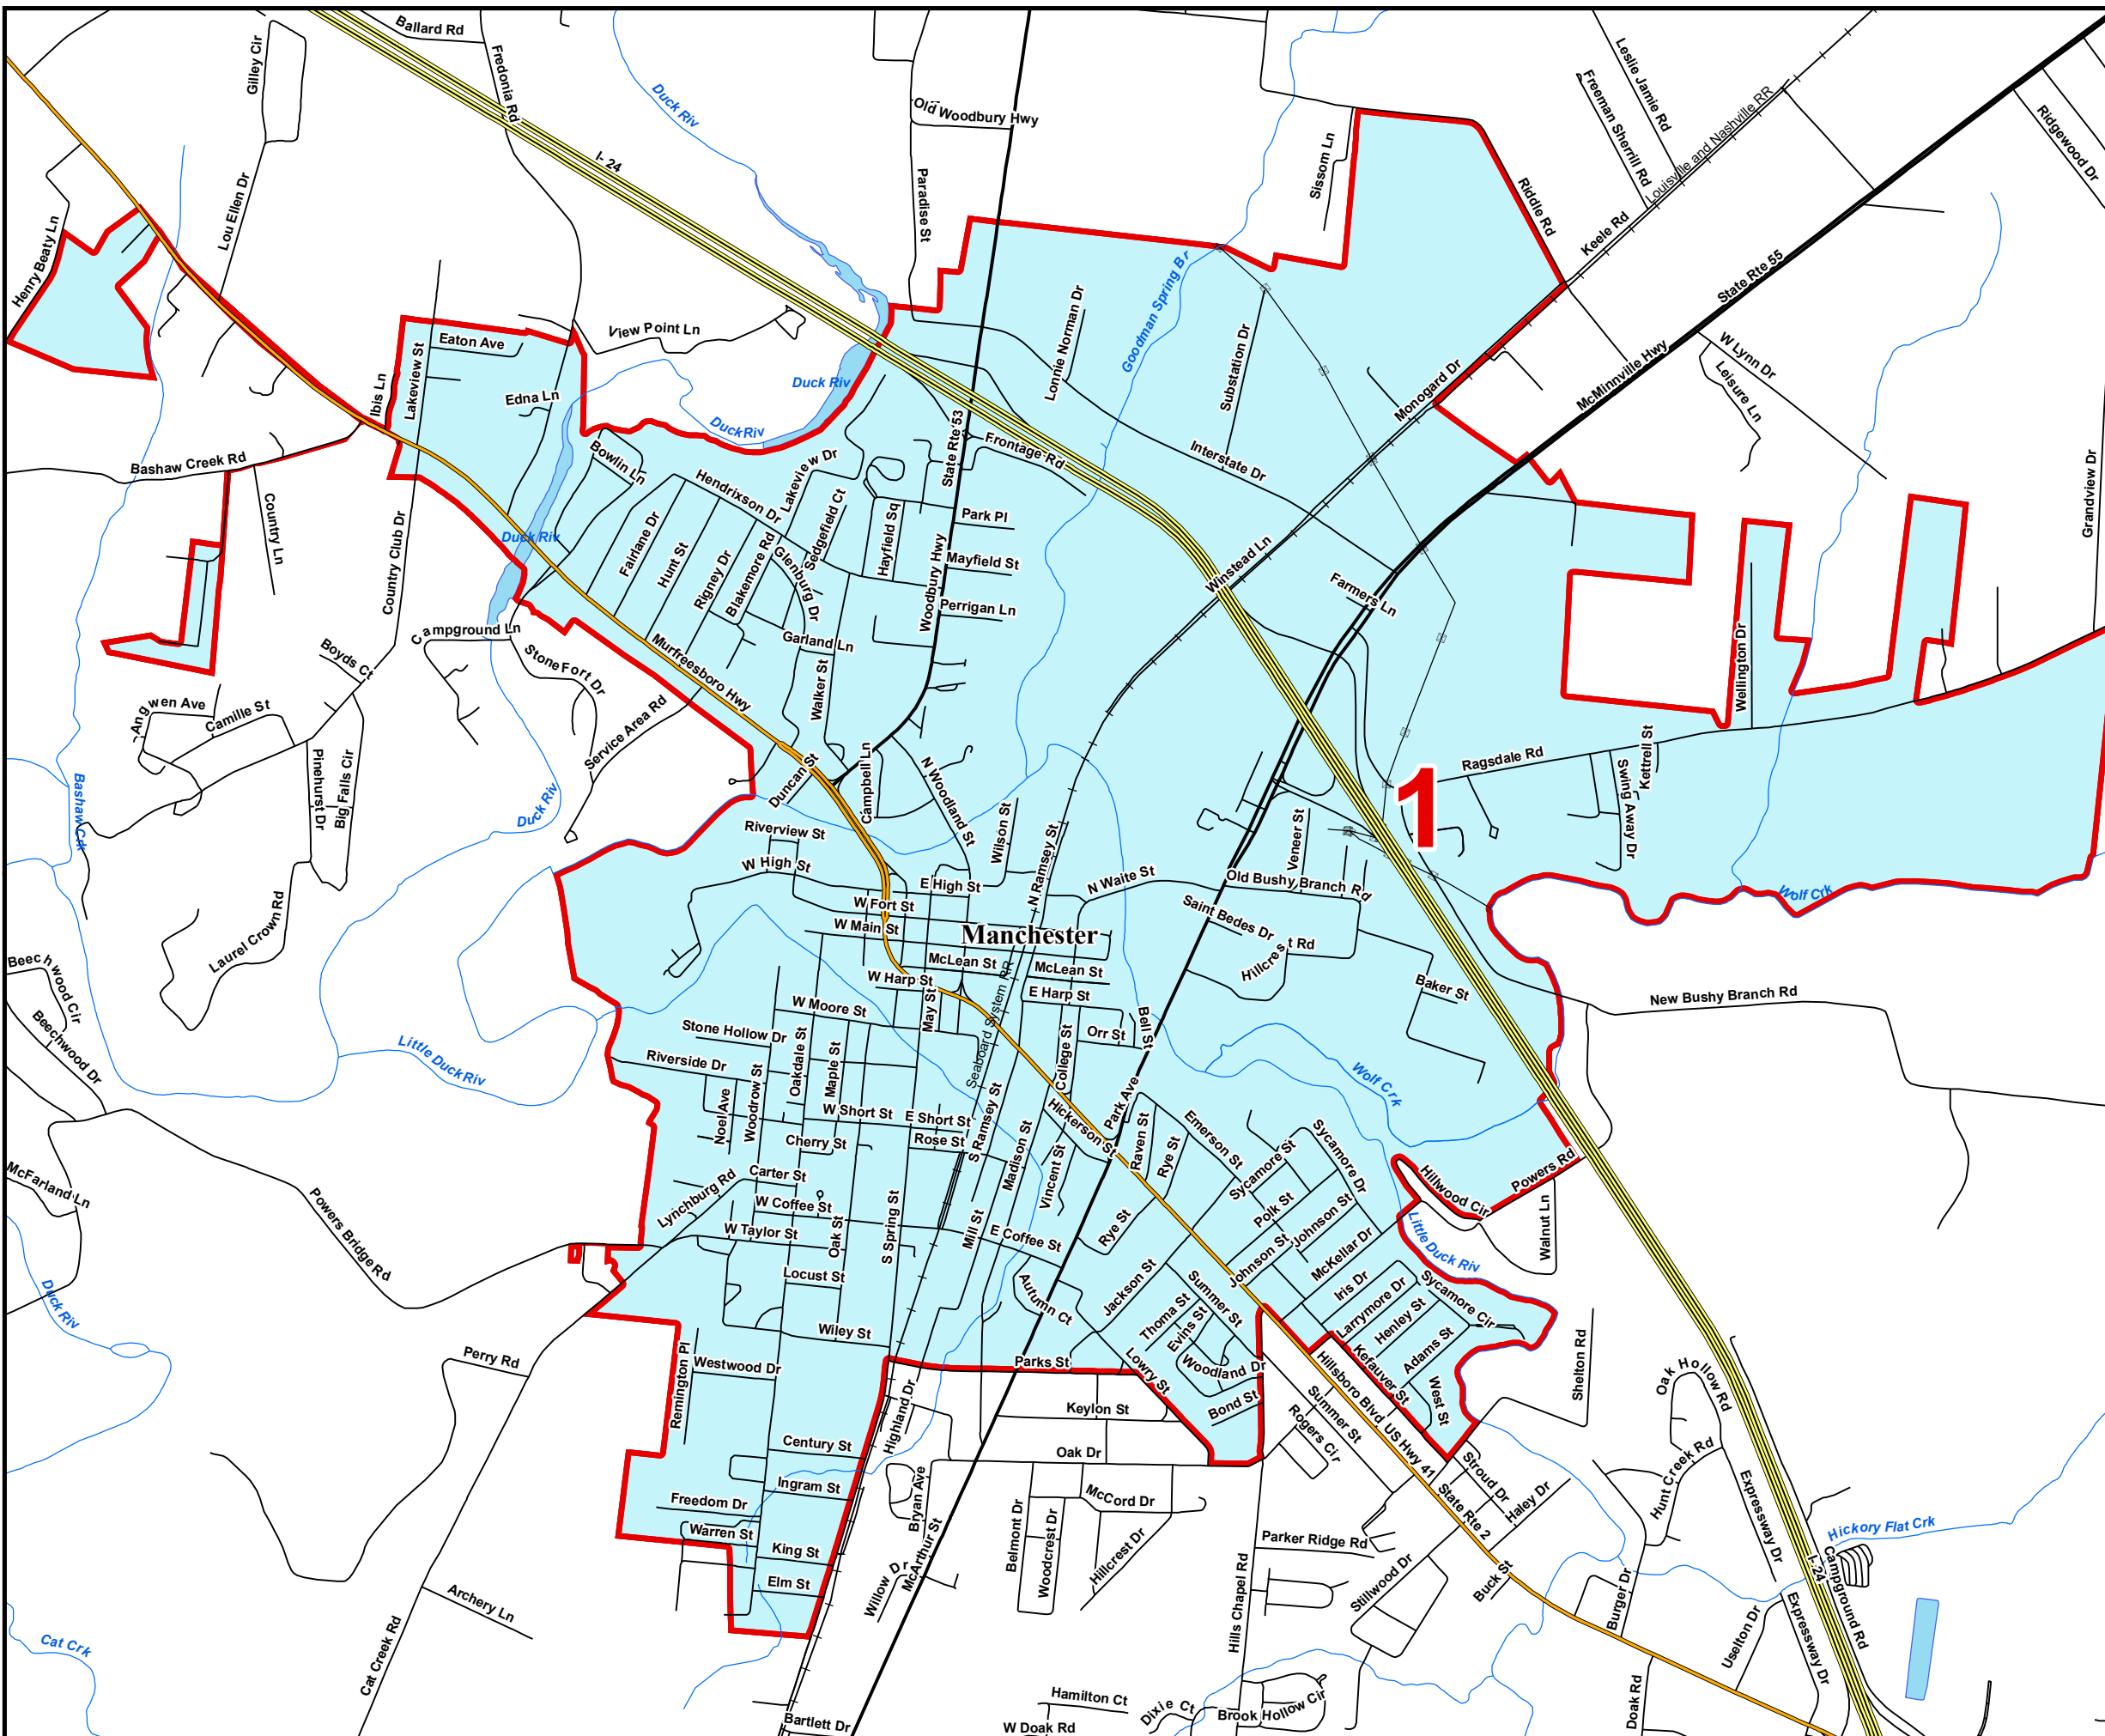 Ballard Rd
Gilley Cir
Fredonia Rd
Duck Riv
I- 24
Old Woodbury Hwy
Paradise St
Sissom Ln
Leslie Jamie Rd
Freeman Sherrill Rd
Louisville and Nashville RR
Ridgewood Dr
Riddle Rd
Keele Rd
State Rte 55
Lou Ellen Dr
Henry Beaty Ln
Goodman Spring Br
View Point Ln
Eaton Ave
Lonnie Norman Dr
Substation Dr
Monogard Dr
McMinnville Hwy
W Lynn Dr
Leisure Ln
Ibis Ln
Lakeview St
Edna Ln
Duck Riv
Duck Riv
State Rte 53
Frontage Rd
Interstate Dr
Grandview Dr
Bashaw Creek Rd
Bowlin Ln
Hendrixson Dr
Lakeview Dr
Sedgefield Ct
Hayfield Sq
Park Pl
Country Ln
Country Club Dr
Duck Riv
Fairlane Dr
Hunt St
Rigney Dr
Blakemore Rd
Glenburg Dr
Mayfield St
Woodbury Hwy
Perrigan Ln
Winstead Ln
Farmers Ln
Campground Ln
Boyds Ct
Stone Fort Dr
Garland Ln
Walker St
Murfreesboro Hwy
Wellington Dr
Angwen Ave
Camille St
Service Area Rd
Pinehurst Dr
Big Falls Cir
Bashaw Crk
Duck Riv
Duncan St
Campbell Ln
N Woodland St
Wilson St
N Ramsey St
Veneer St
1
Ragsdale Rd
Swing Away Dr
Kettrell St
Riverview St
W High St
E High St
N Waite St
Old Bushy Branch Rd
Wolf Crk
W Fort St
W Main St
Manchester
Saint Bedes Dr
Hillcrest Rd
Laurel Crown Rd
Beechwood Cir
Beechwood Dr
McLean St
McLean St
W Harp St
E Harp St
Baker St
New Bushy Branch Rd
W Moore St
May St
Seaboard System RR
Stone Hollow Dr
Orr St
Bell St
College St
Little Duck Riv
Riverside Dr
Oakdale St
Maple St
Wolf Crk
Noel Ave
Woodrow St
W Short St
E Short St
S Ramsey St
Hickerson St
Park Ave
Cherry St
Rose St
Madison St
Vincent St
Raven St
Rye St
Emerson St
Sycamore St
Sycamore Dr
McFarland Ln
Powers Bridge Rd
Lynchburg Rd
Carter St
W Coffee St
W Taylor St
Oak St
S Spring St
Mill St
E Coffee St
Rye St
Polk St
Johnson St
Johnson St
McKellar Dr
Hillwood Cir
Powers Rd
Walnut Ln
Little Duck Riv
Duck Riv
Locust St
Autumn Ct
Jackson St
Summer St
Iris Dr
Larrymore Dr
Sycamore Cir
Thoma St
Evins St
Henley St
Adams St
Wiley St
Perry Rd
Remington Pl
Westwood Dr
Parks St
Lowry St
Woodland Dr
Bond St
Kefauver St
West St
Shelton Rd
Oak Hollow Rd
Highland Dr
Keylon St
Oak Dr
Summer St
Rogers Cir
Hillsboro Blvd US Hwy 41
Century St
Ingram St
Freedom Dr
Warren St
King St
Elm St
Bryan Ave
McArthur St
Willow Dr
Belmont Dr
Woodcrest Dr
McCord Dr
Hillcrest Dr
Parker Ridge Rd
Stroud Dr
State Rte 2
Haley Dr
Hunt Creek Rd
Expressway Dr
Hickory Flat Crk
I- 24
Campground Rd
Archery Ln
Cat Creek Rd
Cat Crk
Hills Chapel Rd
Stillwood Dr
Buck St
Burger Dr
Uselton Dr
Expressway Dr
Doak Rd
Bartlett Dr
Hamilton Ct
W Doak Rd
Dixie Ct
Brook Hollow Cir